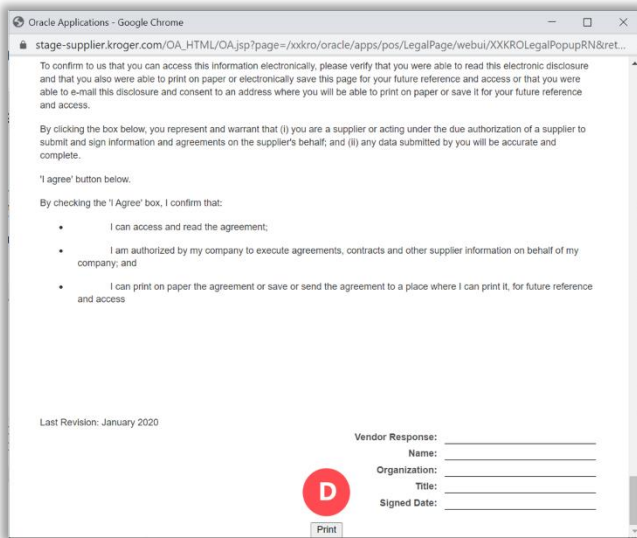 Oracle Applications - Google Chrome
stage-supplier.kroger.com/OA_HTML/OA.jsp?page=/xxkro/oracle/apps/pos/LegalPage/webui/XXKROLegalPopupRN&ret...
To confirm to us that you can access this information electronically, please verify that you were able to read this electronic disclosure
and that you also were able to print on paper or electronically save this page for your future reference and access or that you were
able to e-mail this disclosure and consent to an address where you will be able to print on paper or save it for your future reference
and access.
By clicking the box below, you represent and warrant that (i) you are a supplier or acting under the due authorization of a supplier to
submit and sign information and agreements on the supplier's behalf; and (ii) any data submitted by you will be accurate and
complete.
'I agree' button below.
By checking the 'I Agree' box, I confirm that:
• I can access and read the agreement;
• I am authorized by my company to execute agreements, contracts and other supplier information on behalf of my
company; and
• I can print on paper the agreement or save or send the agreement to a place where I can print it, for future reference
and access
Last Revision: January 2020
Vendor Response:
Name:
Organization:
Title:
Signed Date:
D
Print